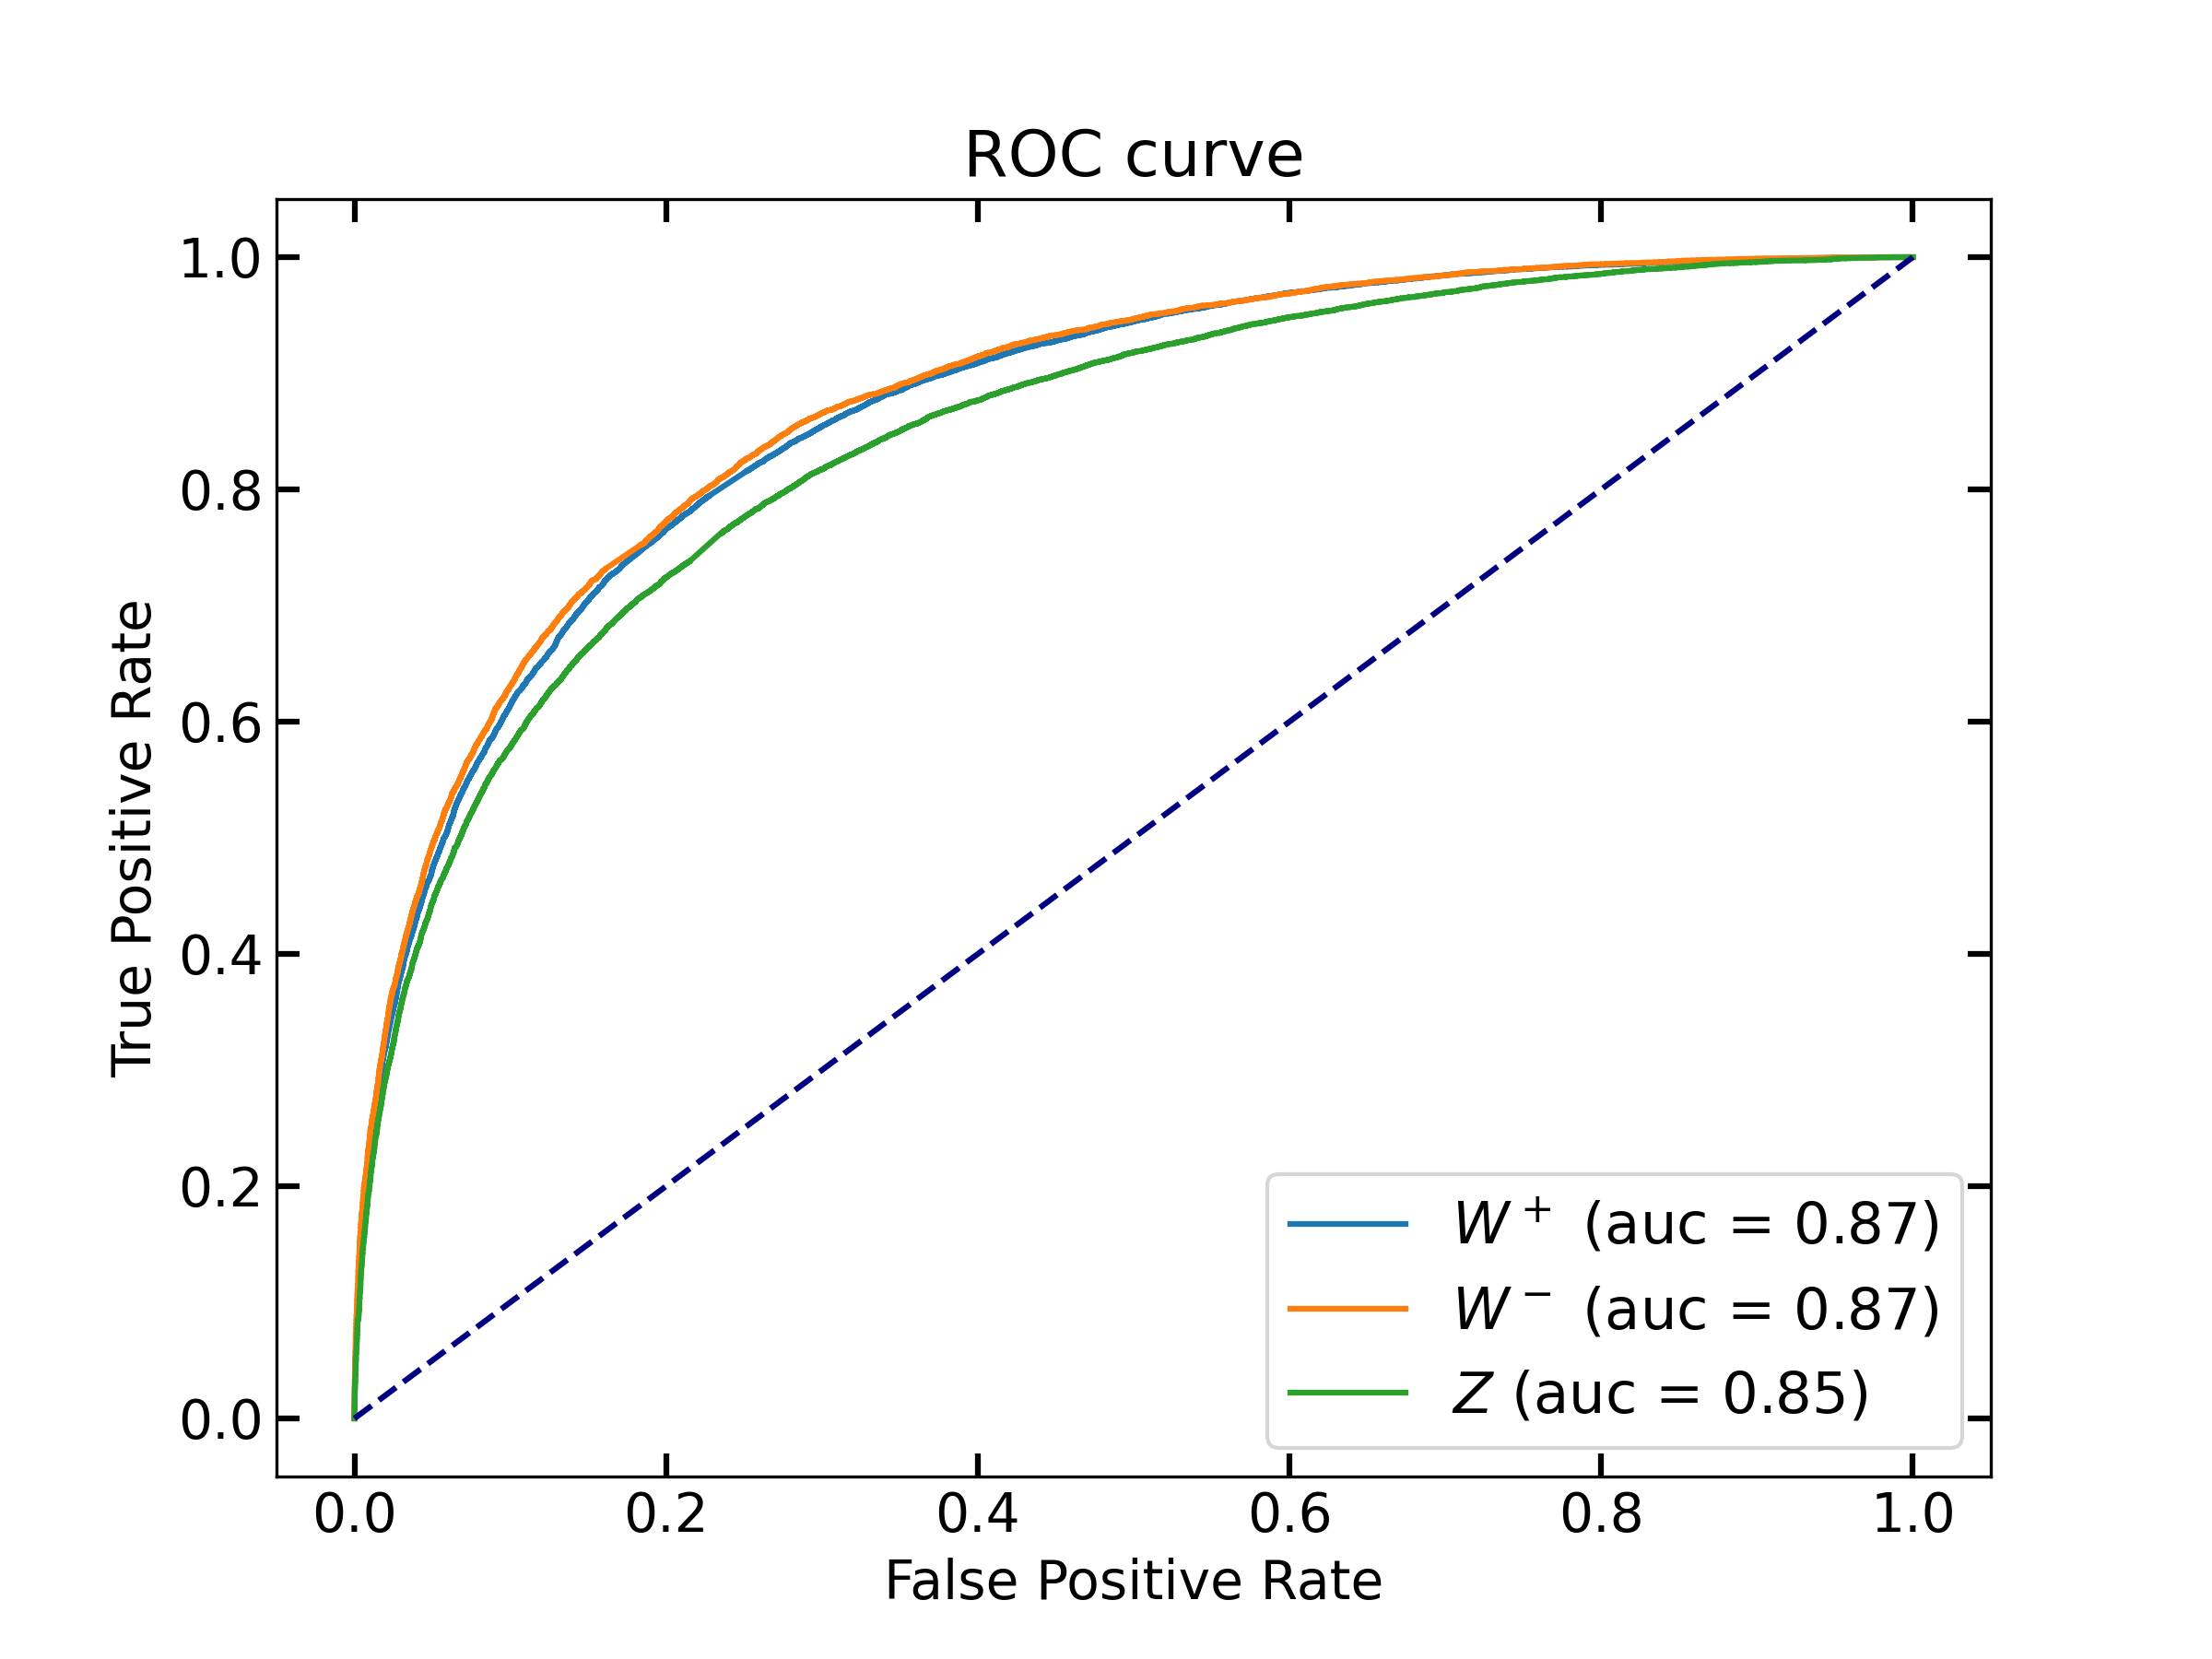 ROC curve
1.0
0.8
0.6
0.4
0.2
0.0
True Positive Rate
W⁺ (auc = 0.87)
W⁻ (auc = 0.87)
Z (auc = 0.85)
0.0 0.2 0.4 0.6 0.8 1.0
False Positive Rate